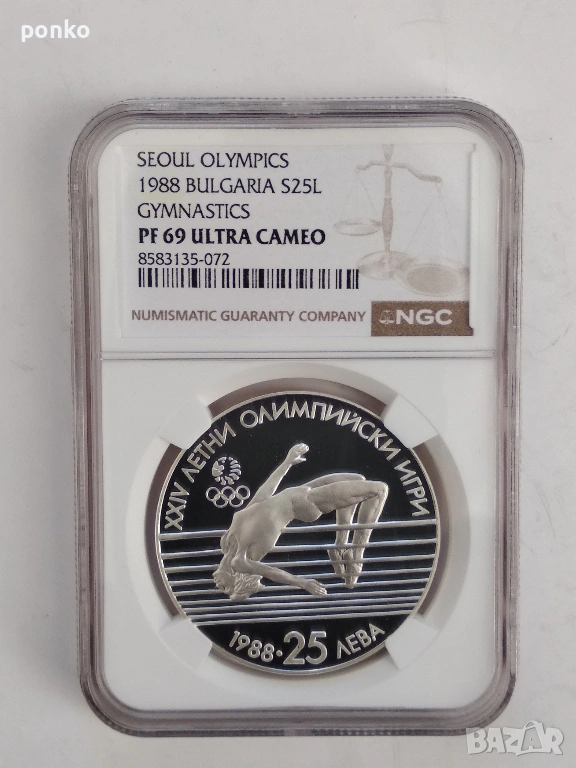 ponko
SEOUL OLYMPICS
1988 BULGARIA S25L
GYMNASTICS
PF 69 ULTRA CAMEO
8583135-072
NUMISMATIC GUARANTY COMPANY
NGC
XXIV ЛЕТНИ ОЛИМПИЙСКИ ИГРИ
1988·25 ЛЕВА
BAZAR